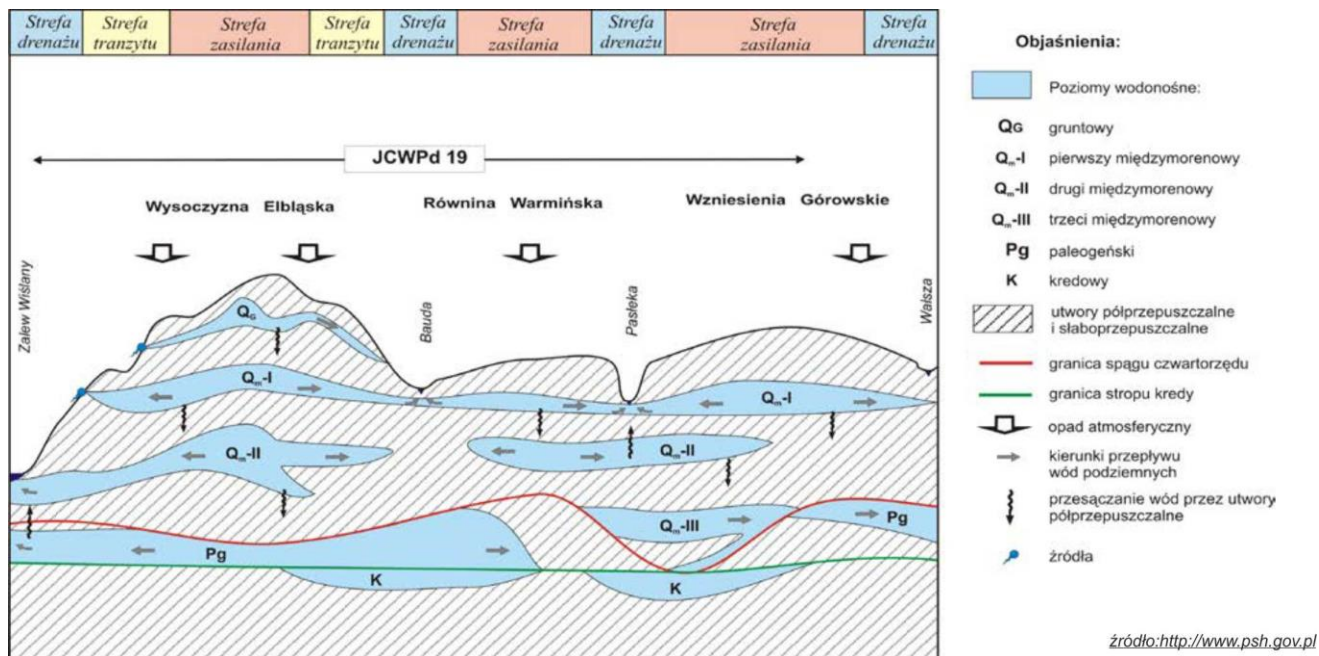 Strefa drenażu
Strefa tranzytu
Strefa zasilania
Strefa tranzytu
Strefa drenażu
Strefa zasilania
Strefa drenażu
Strefa zasilania
Strefa drenażu
JCWPd 19
Wysoczyzna Elbląska
Równina Warmińska
Wzniesienia Górowskie
Zalew Wiślany
Bauda
Pasłęka
Wałsza
QG
Qm-I
Qm-I
Qm-II
Qm-II
Qm-III
Pg
Pg
K
K
Objaśnienia:
Poziomy wodonośne:
QG gruntowy
Qm-I pierwszy międzymorenowy
Qm-II drugi międzymorenowy
Qm-III trzeci międzymorenowy
Pg paleogeński
K kredowy
utwory półprzepuszczalne
i słaboprzepuszczalne
granica spągu czwartorzędu
granica stropu kredy
opad atmosferyczny
kierunki przepływu
wód podziemnych
przesączanie wód przez utwory
półprzepuszczalne
źródła
źródło:http://www.psh.gov.pl